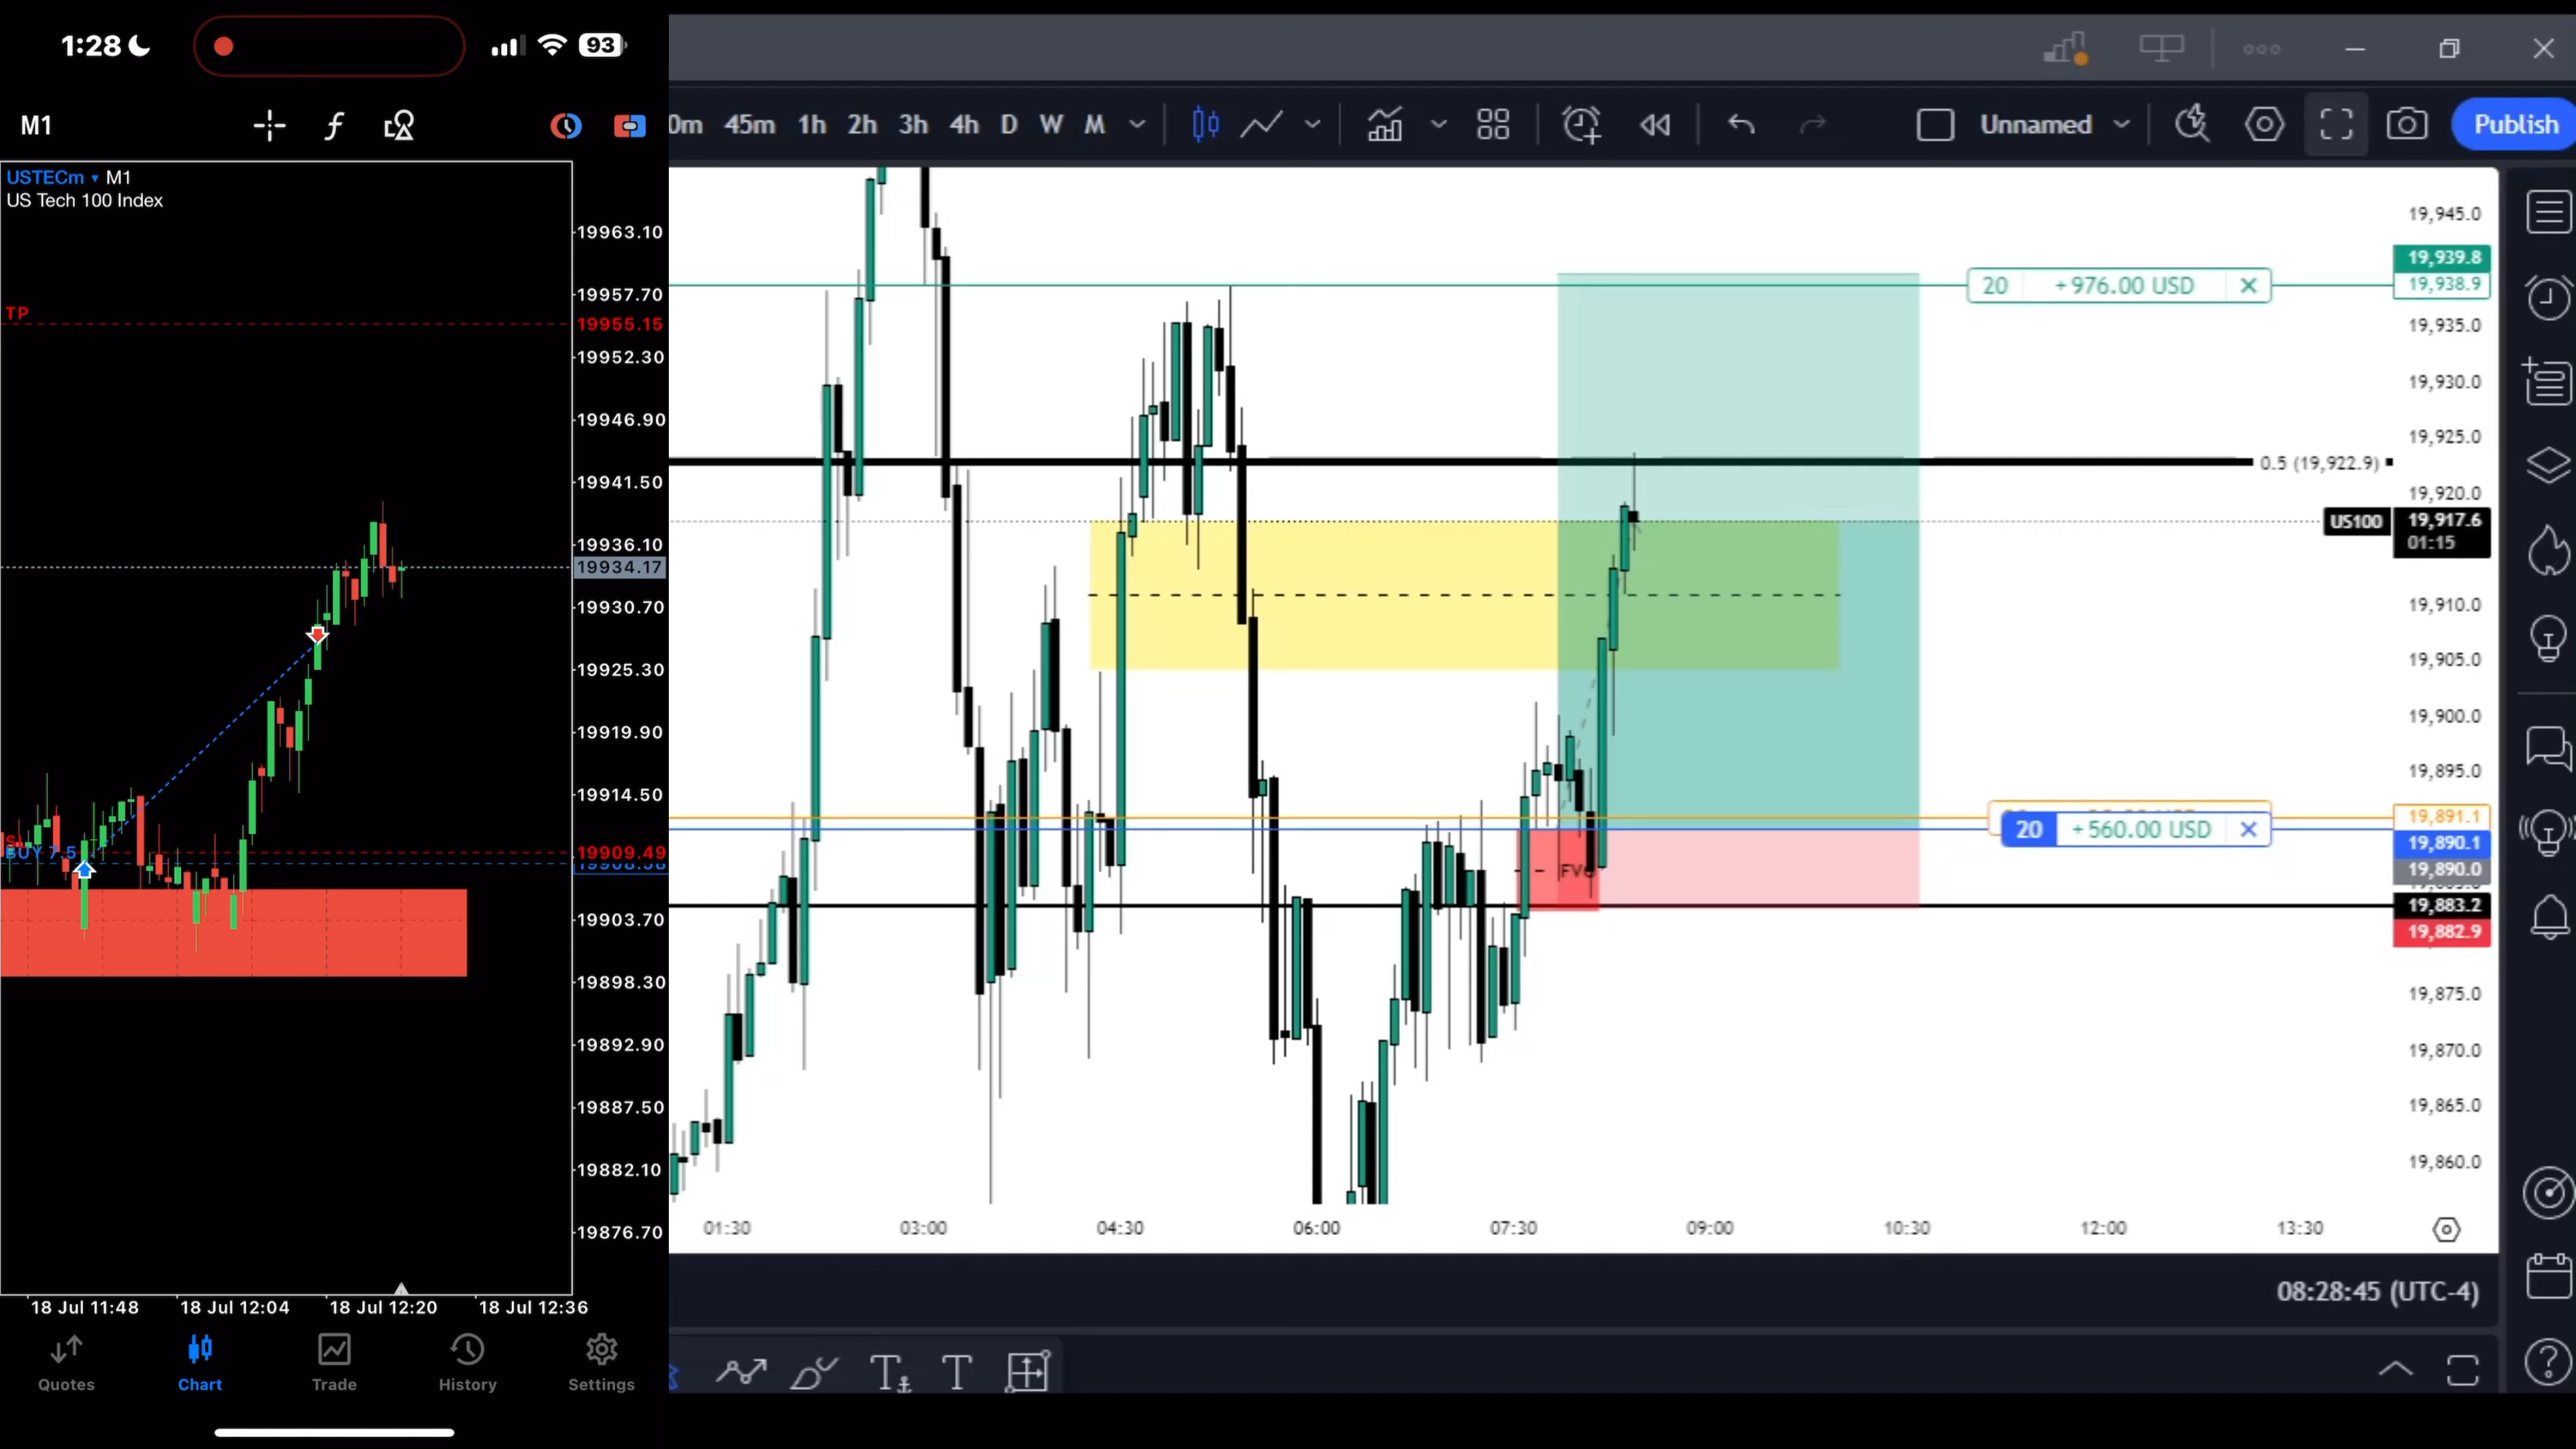 1:28
93
M1
USTECm M1
US Tech 100 Index
TP
19963.10
19957.70
19955.15
19952.30
19946.90
19941.50
19936.10
19934.17
19930.70
19925.30
19919.90
19914.50
BUY 7.5
19909.49
19903.70
19898.30
19892.90
19887.50
19882.10
19876.70
18 Jul 11:48
18 Jul 12:04
18 Jul 12:20
18 Jul 12:36
Quotes
Chart
Trade
History
Settings
0m 45m 1h 2h 3h 4h D W M
Unnamed
Publish
19,945.0
19,939.8
20 +976.00 USD
19,938.9
19,935.0
19,930.0
19,925.0
0.5 (19,922.9)
19,920.0
US100 19,917.6
01:15
19,910.0
19,905.0
19,900.0
19,895.0
19,891.1
20 +560.00 USD
19,890.1
19,890.0
19,883.2
19,882.9
19,875.0
19,870.0
19,865.0
19,860.0
01:30
03:00
04:30
06:00
07:30
09:00
10:30
12:00
13:30
08:28:45 (UTC-4)